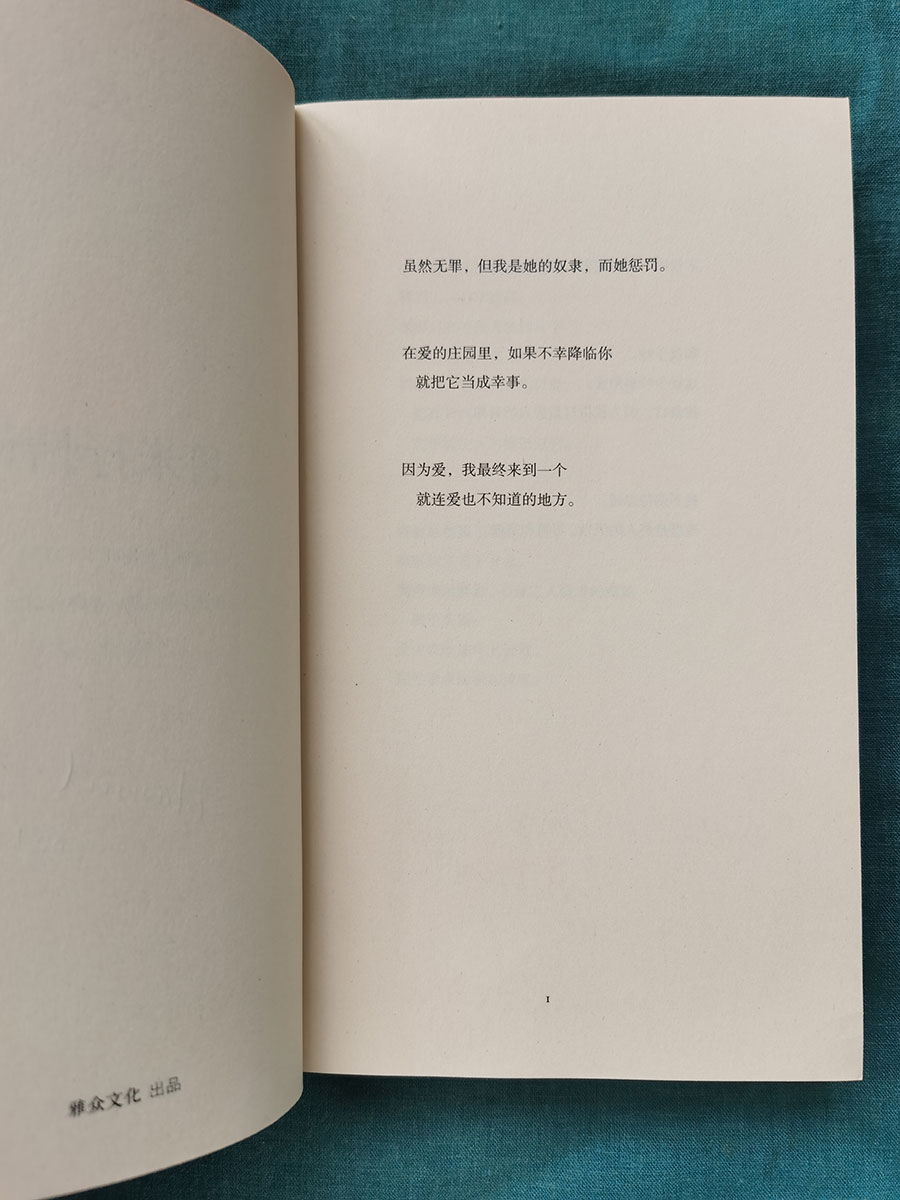 虽然无罪，但我是她的奴隶，而她惩罚。
在爱的庄园里，如果不幸降临你
就把它当成幸事。
因为爱，我最终来到一个
就连爱也不知道的地方。
1
雅众文化 出品